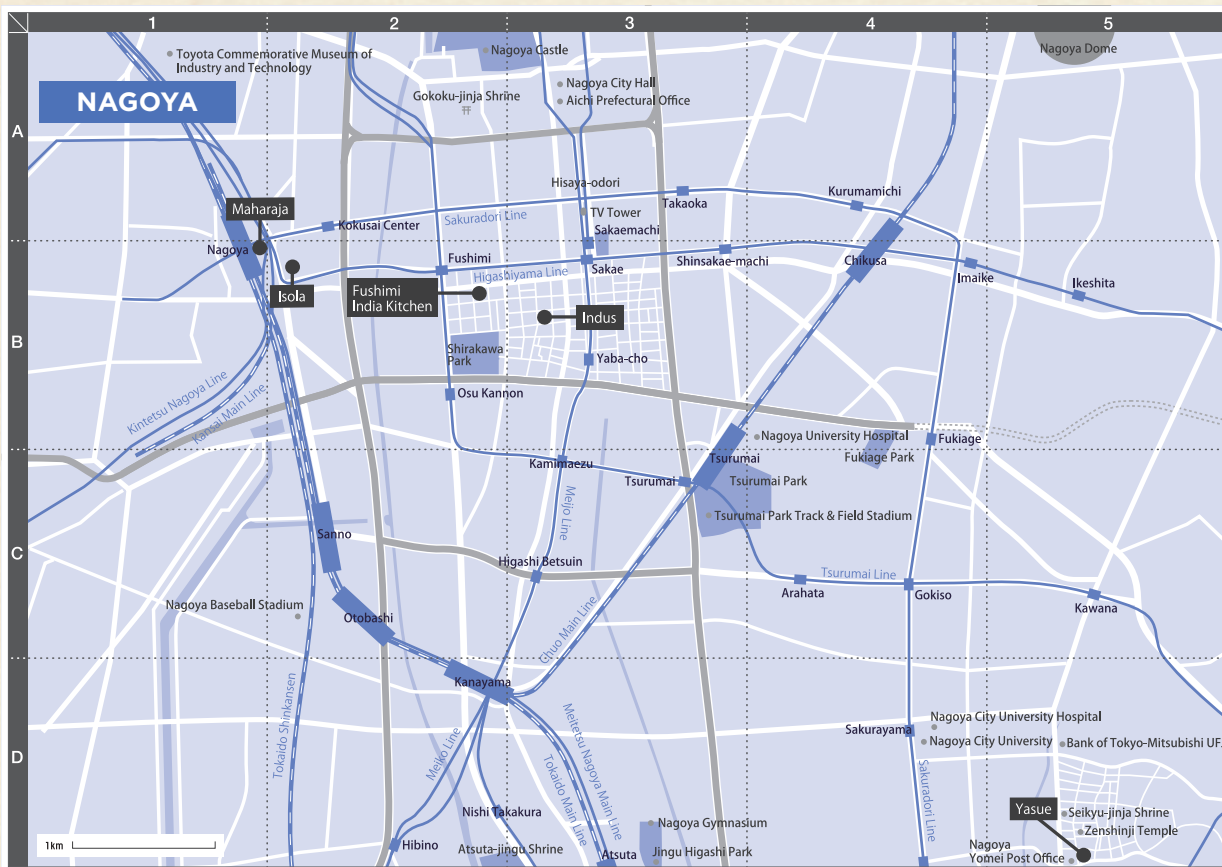 1 2 3 4 5
A
B
C
D
NAGOYA
Toyota Commemorative Museum of
Industry and Technology
Nagoya Castle
Nagoya Dome
Nagoya City Hall
Aichi Prefectural Office
Gokoku-jinja Shrine
Hisaya-odori
Takaoka
Kurumamichi
Maharaja
Kokusai Center
Sakuradori Line
TV Tower
Sakaemachi
Nagoya
Fushimi
Higashiyama Line
Sakae
Shinsakae-machi
Chikusa
Imaike
Ikeshita
Isola
Fushimi
India Kitchen
Indus
Shirakawa
Park
Yaba-cho
Osu Kannon
Kintetsu Nagoya Line
Kansai Main Line
Nagoya University Hospital
Fukiage
Fukiage Park
Kamimaezu
Tsurumai
Tsurumai
Tsurumai Park
Meijo Line
Tsurumai Park Track & Field Stadium
Sanno
Higashi Betsuin
Tsurumai Line
Arahata
Gokiso
Kawana
Nagoya Baseball Stadium
Otobashi
Chuo Main Line
Kanayama
Tokaido Shinkansen
Meiko Line
Meitetsu Nagoya Main Line
Tokaido Main Line
Nagoya City University Hospital
Sakurayama
Nagoya City University
Bank of Tokyo-Mitsubishi UFJ
Sakuradori Line
Nishi Takakura
Yasue
Seikyu-jinja Shrine
Zenshinji Temple
Nagoya
Yomei Post Office
Nagoya Gymnasium
Jingu Higashi Park
Hibino
Atsuta-jingu Shrine
Atsuta
1km